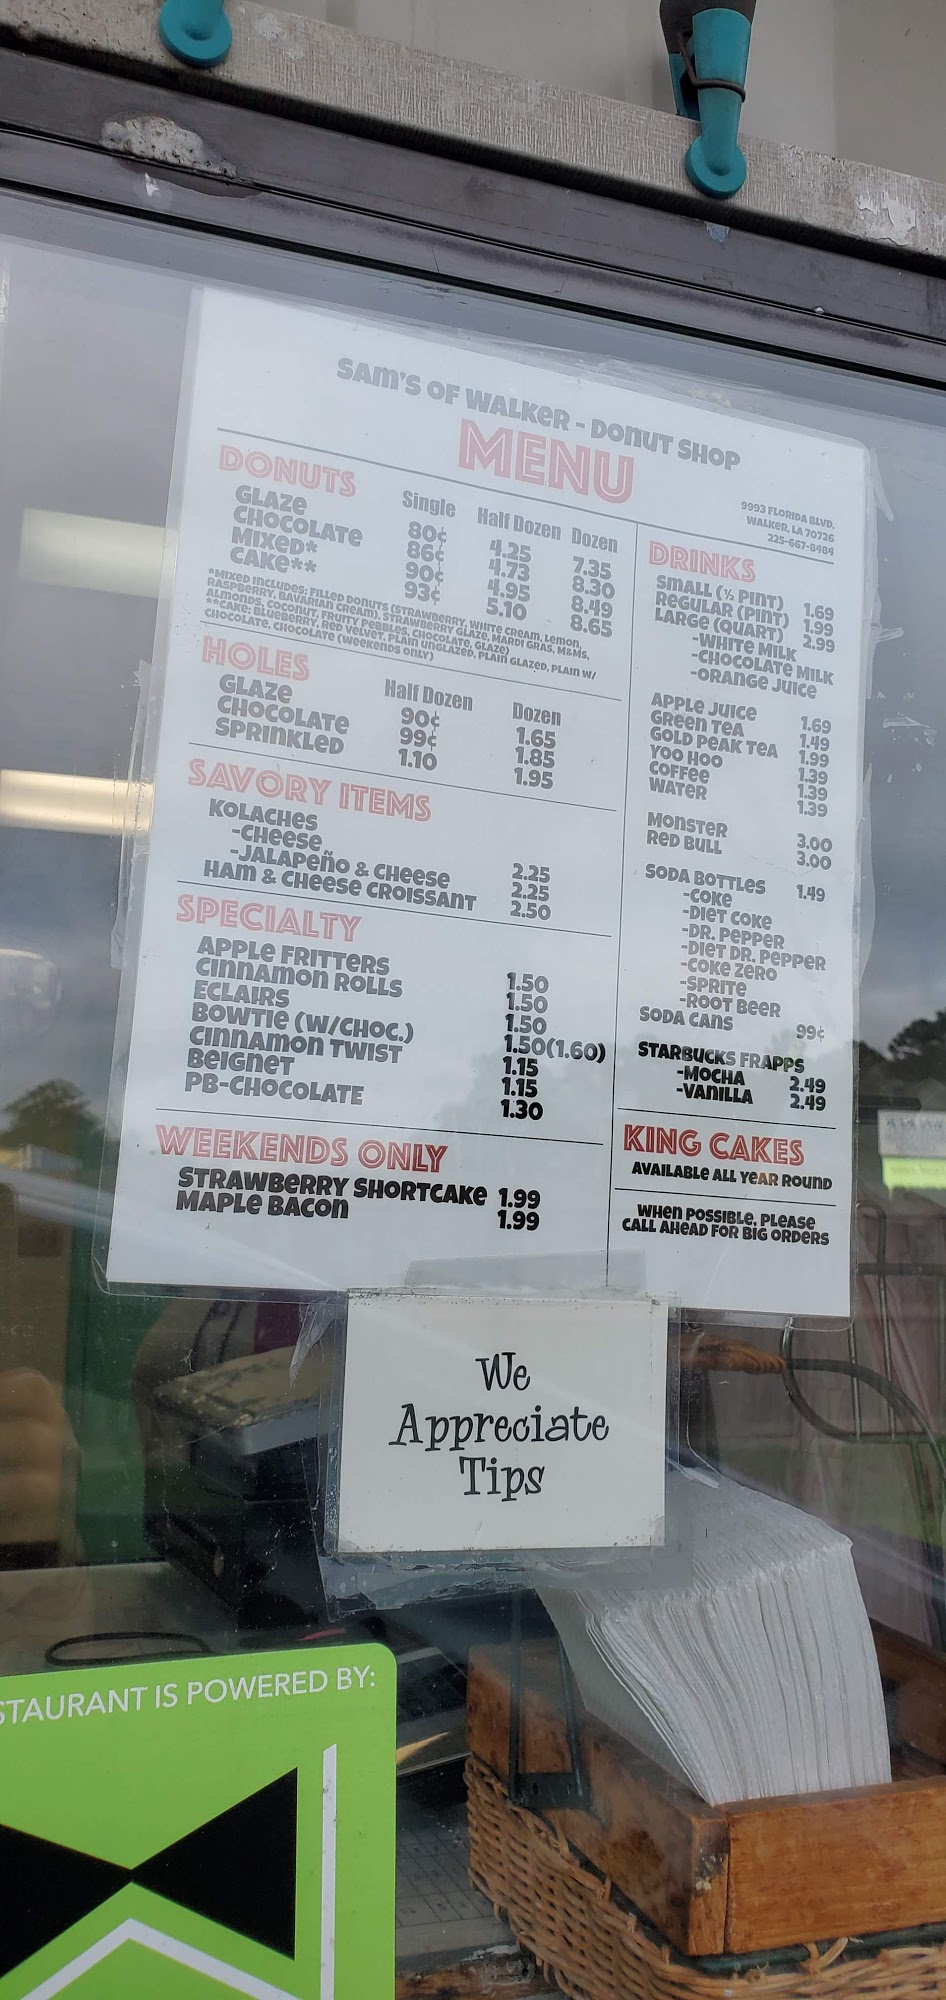 SAM'S OF WALKER - DONUT SHOP
MENU
9993 FLORIDA BLVD.
WALKER, LA 70726
225-667-8484
DONUTS Single Half Dozen Dozen
GLAZE 80¢ 4.25 7.35
CHOCOLATE 86¢ 4.73 8.30
MIXED* 90¢ 4.95 8.49
CAKE** 93¢ 5.10 8.65
*MIXED INCLUDES: FILLED DONUTS (STRAWBERRY, WHITE CREAM, LEMON,
RASPBERRY, BAVARIAN CREAM), STRAWBERRY GLAZE, MARDI GRAS, M&MS,
ALMONDS, COCONUT, FRUITY PEBBLES, CHOCOLATE, GLAZE)
**CAKE: BLUEBERRY, RED VELVET, PLAIN UNGLAZED, PLAIN GLAZED, PLAIN W/
CHOCOLATE, CHOCOLATE (WEEKENDS ONLY)
HOLES Half Dozen Dozen
GLAZE 90¢ 1.65
CHOCOLATE 99¢ 1.85
SPRINKLED 1.10 1.95
SAVORY ITEMS
KOLACHES
-CHEESE 2.25
-JALAPEÑO & CHEESE 2.25
HAM & CHEESE CROISSANT 2.50
SPECIALTY
APPLE FRITTERS 1.50
CINNAMON ROLLS 1.50
ECLAIRS 1.50
BOWTIE (W/CHOC.) 1.50(1.60)
CINNAMON TWIST 1.15
BEIGNET 1.15
PB-CHOCOLATE 1.30
WEEKENDS ONLY
STRAWBERRY SHORTCAKE 1.99
MAPLE BACON 1.99
DRINKS
SMALL (½ PINT) 1.69
REGULAR (PINT) 1.99
LARGE (QUART) 2.99
-WHITE MILK
-CHOCOLATE MILK
-ORANGE JUICE
APPLE JUICE 1.69
GREEN TEA 1.49
GOLD PEAK TEA 1.99
YOO HOO 1.39
COFFEE 1.39
WATER 1.39
MONSTER 3.00
RED BULL 3.00
SODA BOTTLES 1.49
-COKE
-DIET COKE
-DR. PEPPER
-DIET DR. PEPPER
-COKE ZERO
-SPRITE
-ROOT BEER
SODA CANS 99¢
STARBUCKS FRAPPS
-MOCHA 2.49
-VANILLA 2.49
KING CAKES
AVAILABLE ALL YEAR ROUND
WHEN POSSIBLE, PLEASE
CALL AHEAD FOR BIG ORDERS
We
Appreciate
Tips
STAURANT IS POWERED BY: